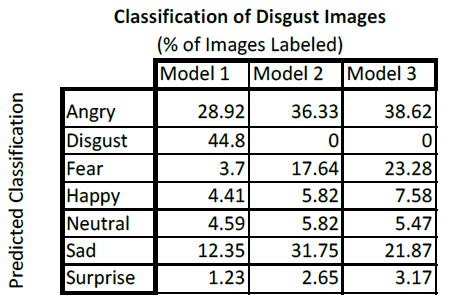 Classification of Disgust Images
(% of Images Labeled)
Model 1 Model 2 Model 3
Predicted Classification
Angry 28.92 36.33 38.62
Disgust 44.8 0 0
Fear 3.7 17.64 23.28
Happy 4.41 5.82 7.58
Neutral 4.59 5.82 5.47
Sad 12.35 31.75 21.87
Surprise 1.23 2.65 3.17